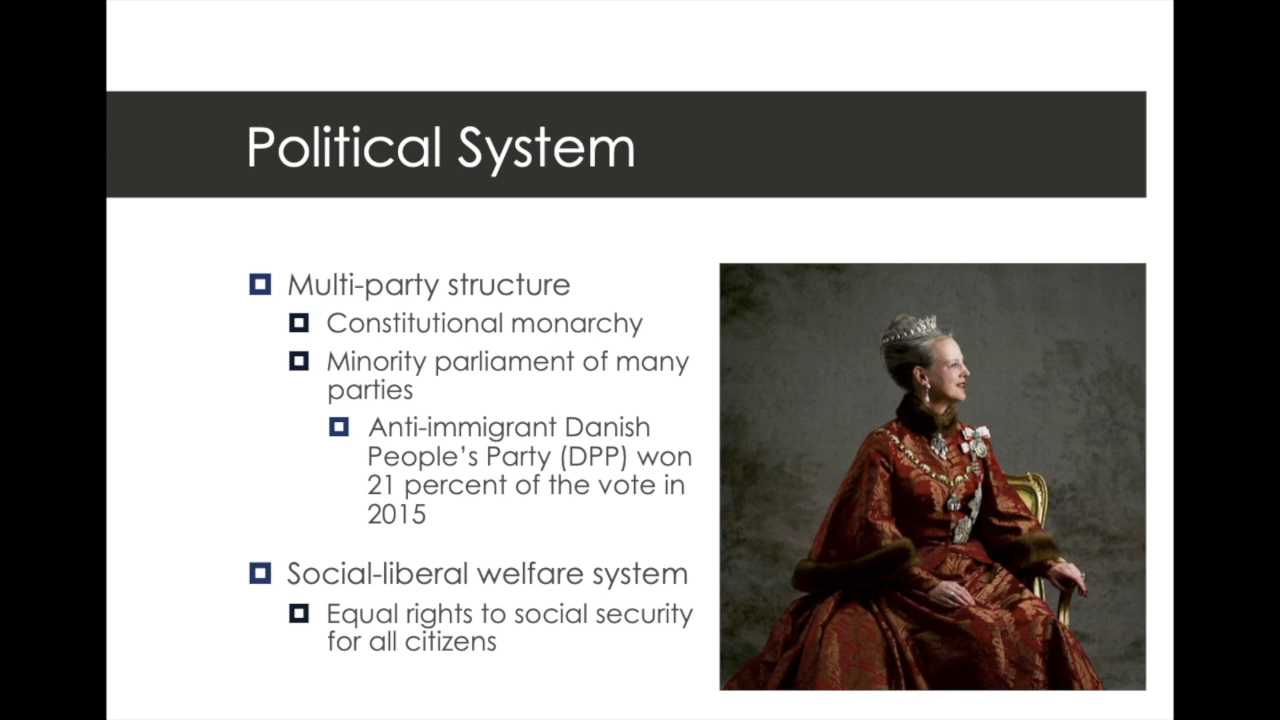 Political System
Multi-party structure
Constitutional monarchy
Minority parliament of many
parties
Anti-immigrant Danish
People’s Party (DPP) won
21 percent of the vote in
2015
Social-liberal welfare system
Equal rights to social security
for all citizens